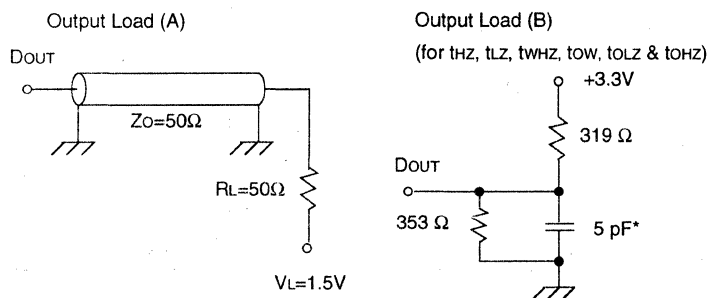 Output Load (A)
DOUT
ZO=50Ω
RL=50Ω
VL=1.5V
Output Load (B)
(for tHZ, tLZ, tWHZ, tOW, tOLZ & tOHZ)
+3.3V
319 Ω
DOUT
353 Ω
5 pF*